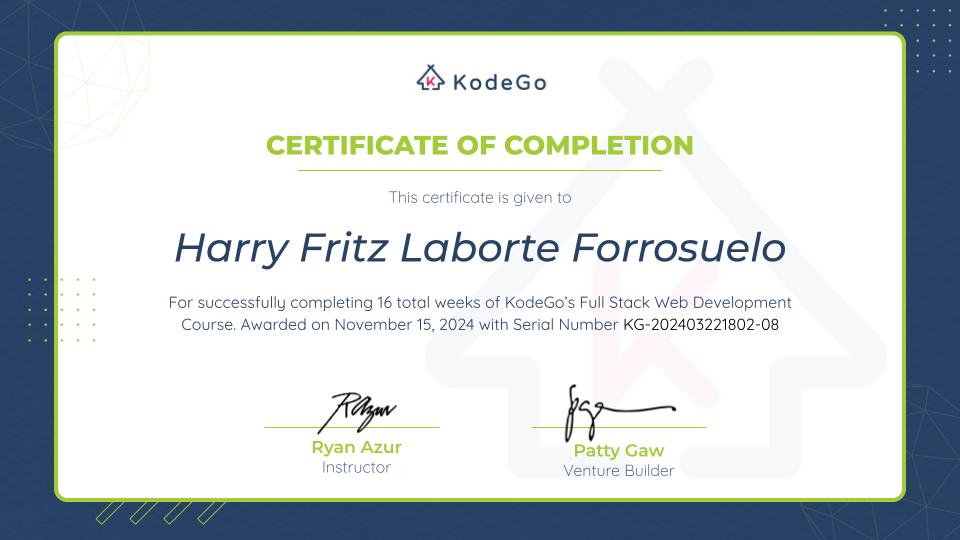 KodeGo
CERTIFICATE OF COMPLETION
This certificate is given to
Harry Fritz Laborte Forrosuelo
For successfully completing 16 total weeks of KodeGo's Full Stack Web Development
Course. Awarded on November 15, 2024 with Serial Number KG-202403221802-08
Ryan Azur
Instructor
Patty Gaw
Venture Builder